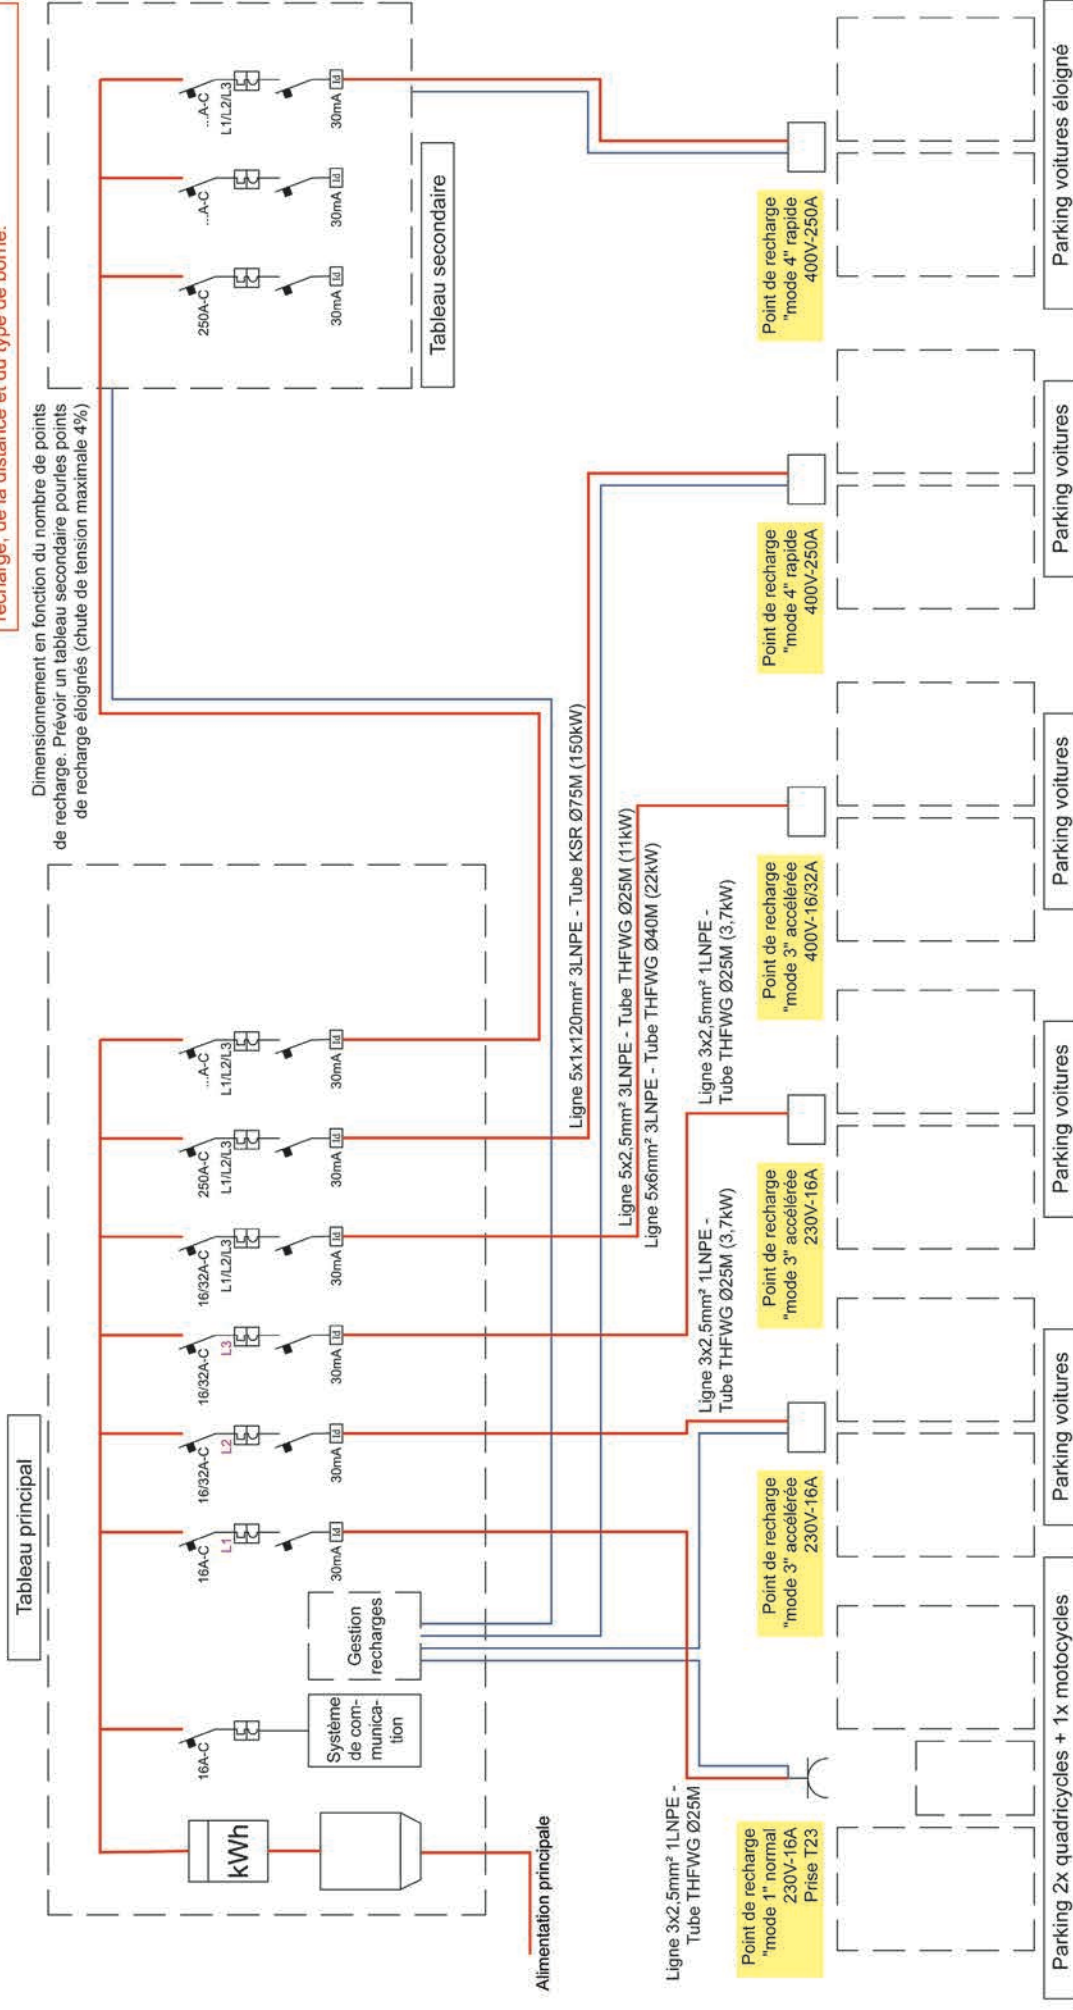 recharge, de la distance et du type de borne.
Tableau principal
Dimensionnement en fonction du nombre de points
de recharge. Prévoir un tableau secondaire pourles points
de recharge éloignés (chute de tension maximale 4%)
kWh
16A-C
Système
de com-
munica-
tion
Gestion
recharges
16A-C
L1
30mA
Id
16/32A-C
L2
30mA
Id
16/32A-C
L3
30mA
Id
16/32A-C
L1/L2/L3
30mA
Id
250A-C
L1/L2/L3
30mA
Id
...A-C
L1/L2/L3
30mA
Id
250A-C
30mA
Id
...A-C
30mA
Id
...A-C
L1/L2/L3
30mA
Id
Tableau secondaire
Alimentation principale
Ligne 5x1x120mm² 3LNPE - Tube KSR Ø75M (150kW)
Ligne 5x2,5mm² 3LNPE - Tube THFWG Ø25M (11kW)
Ligne 5x6mm² 3LNPE - Tube THFWG Ø40M (22kW)
Ligne 3x2,5mm² 1LNPE -
Tube THFWG Ø25M
Ligne 3x2,5mm² 1LNPE -
Tube THFWG Ø25M (3,7kW)
Ligne 3x2,5mm² 1LNPE -
Tube THFWG Ø25M (3,7kW)
Point de recharge
"mode 1" normal
230V-16A
Prise T23
Point de recharge
"mode 3" accélérée
230V-16A
Point de recharge
"mode 3" accélérée
230V-16A
Point de recharge
"mode 3" accélérée
400V-16/32A
Point de recharge
"mode 4" rapide
400V-250A
Point de recharge
"mode 4" rapide
400V-250A
Parking 2x quadricycles + 1x motocycles
Parking voitures
Parking voitures
Parking voitures
Parking voitures
Parking voitures éloigné